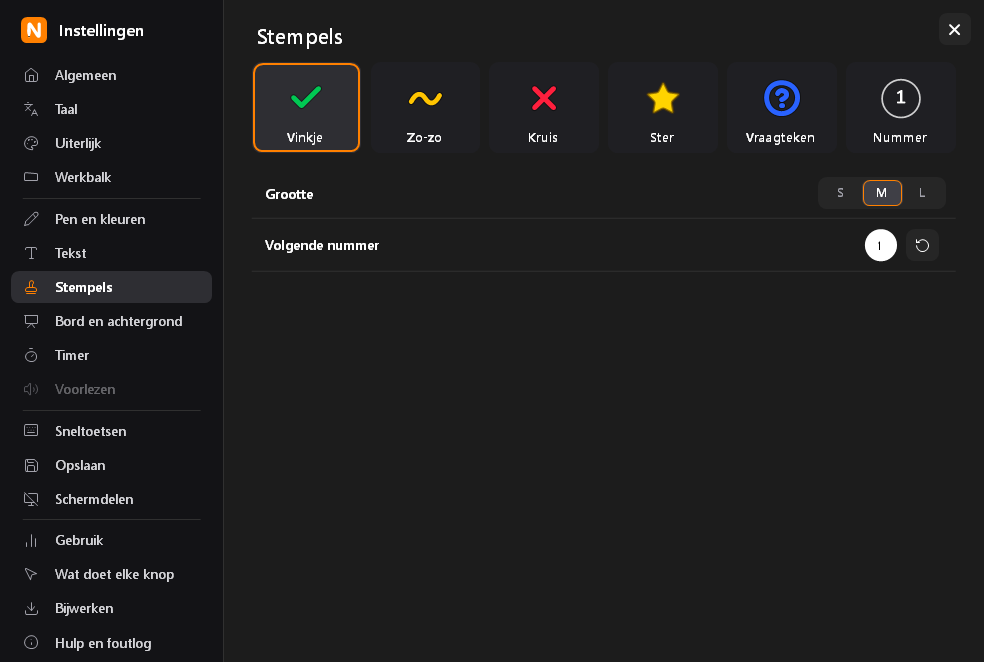 N Instellingen
Algemeen
Taal
Uiterlijk
Werkbalk
Pen en kleuren
Tekst
Stempels
Bord en achtergrond
Timer
Voorlezen
Sneltoetsen
Opslaan
Schermdelen
Gebruik
Wat doet elke knop
Bijwerken
Hulp en foutlog
Stempels
Vinkje
Zo-zo
Kruis
Ster
?
Vraagteken
1
Nummer
Grootte
S M L
Volgende nummer
1